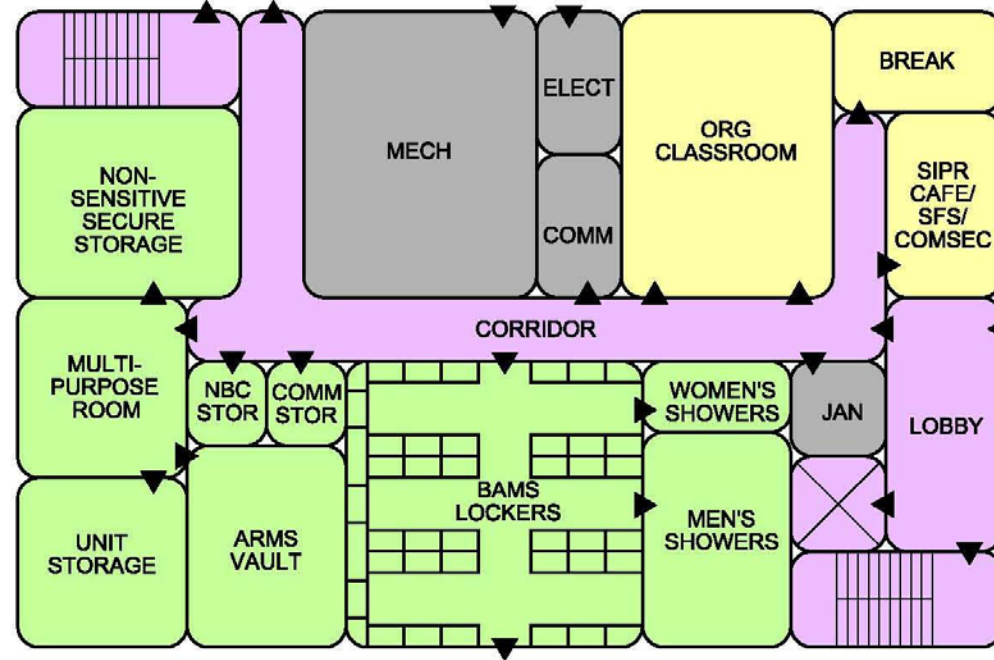 BREAK
ELECT
MECH
ORG
CLASSROOM
NON-
SENSITIVE
SECURE
STORAGE
SIPR
CAFE/
SFS/
COMSEC
COMM
CORRIDOR
MULTI-
PURPOSE
ROOM
NBC
STOR
COMM
STOR
WOMEN'S
SHOWERS
JAN
LOBBY
BAMS
LOCKERS
UNIT
STORAGE
ARMS
VAULT
MEN'S
SHOWERS